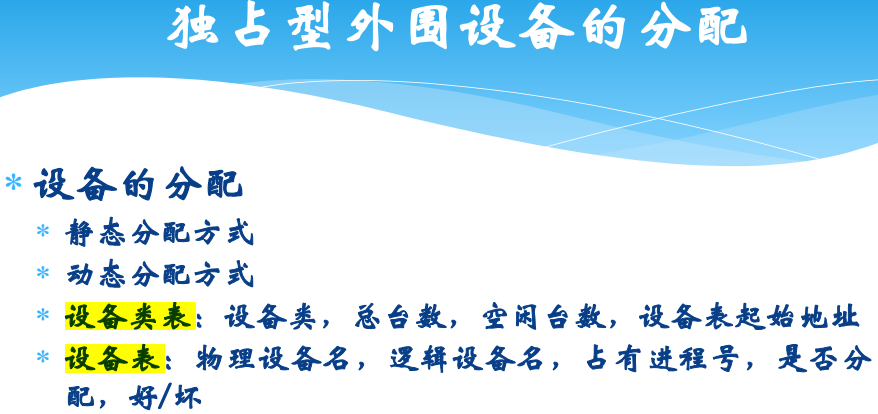 独占型外围设备的分配
* 设备的分配
* 静态分配方式
* 动态分配方式
* 设备类表：设备类，总台数，空闲台数，设备表起始地址
* 设备表：物理设备名，逻辑设备名，占有进程号，是否分
配，好/坏